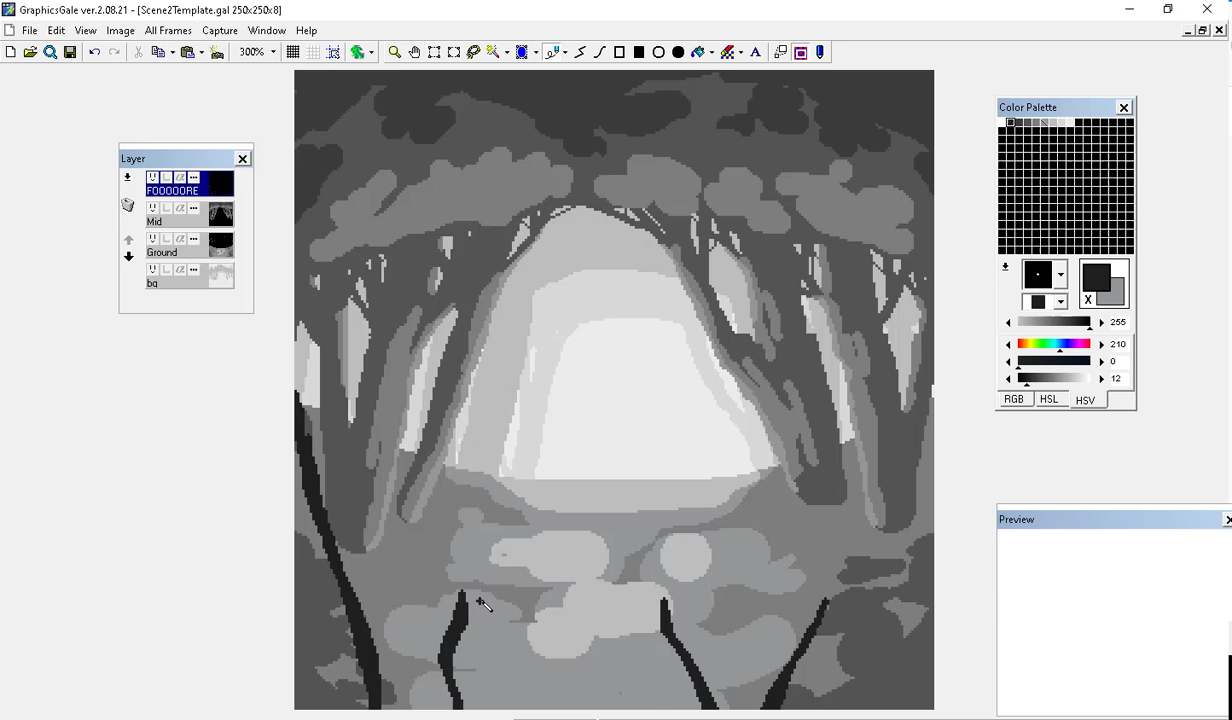 GraphicsGale ver.2.08.21 - [Scene2Template.gal 250x250x8]
File Edit View Image All Frames Capture Window Help
300%
A
Layer
FOOOOORE
Mid
Ground
bg
Color Palette
X
255
210
0
12
RGB HSL HSV
Preview